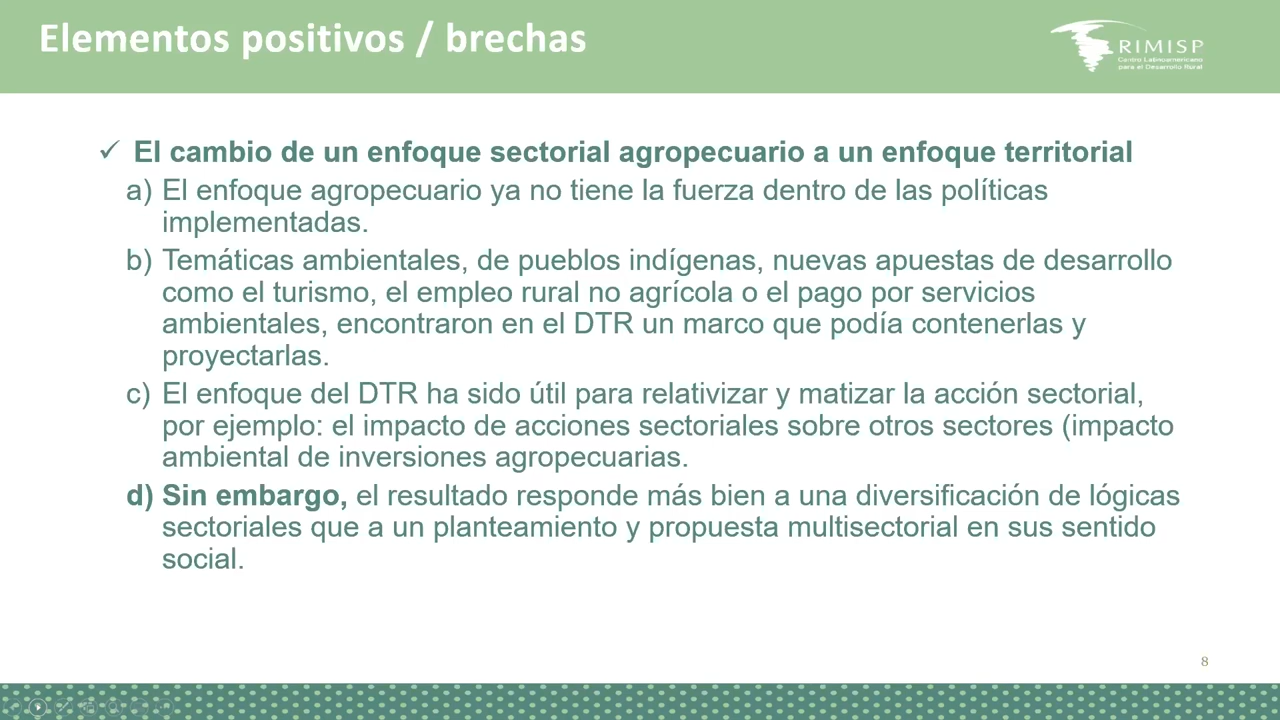 Elementos positivos / brechas
RIMISP
Centro Latinoamericano
para el Desarrollo Rural
✓ El cambio de un enfoque sectorial agropecuario a un enfoque territorial
a) El enfoque agropecuario ya no tiene la fuerza dentro de las políticas
implementadas.
b) Temáticas ambientales, de pueblos indígenas, nuevas apuestas de desarrollo
como el turismo, el empleo rural no agrícola o el pago por servicios
ambientales, encontraron en el DTR un marco que podía contenerlas y
proyectarlas.
c) El enfoque del DTR ha sido útil para relativizar y matizar la acción sectorial,
por ejemplo: el impacto de acciones sectoriales sobre otros sectores (impacto
ambiental de inversiones agropecuarias.
d) Sin embargo, el resultado responde más bien a una diversificación de lógicas
sectoriales que a un planteamiento y propuesta multisectorial en sus sentido
social.
8